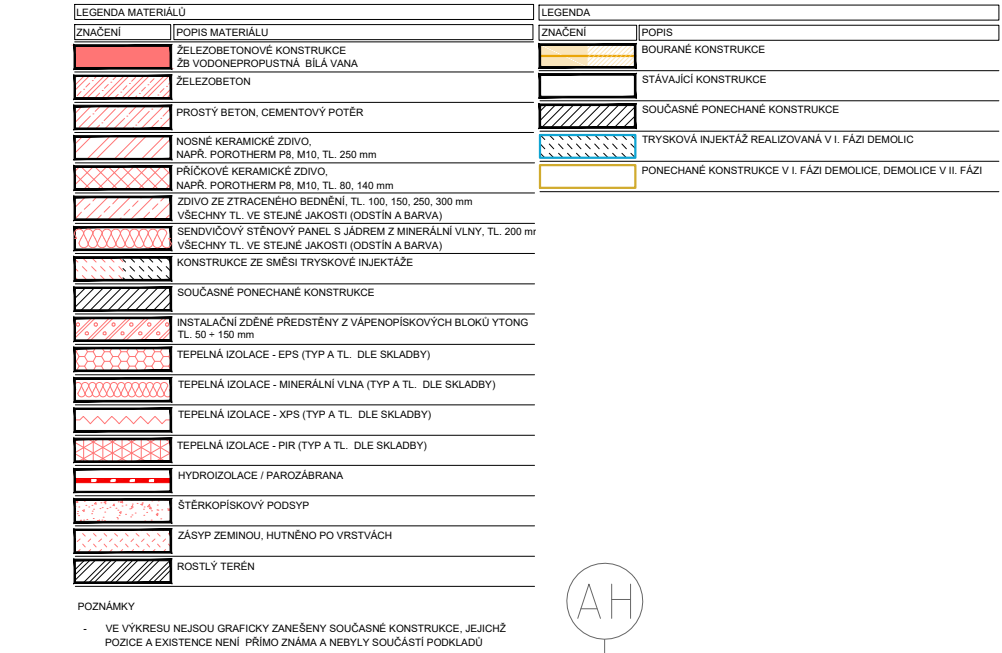 LEGENDA MATERIÁLŮ
ZNAČENÍ POPIS MATERIÁLU
ŽELEZOBETONOVÉ KONSTRUKCE
ŽB VODONEPROPUSTNÁ BÍLÁ VANA
ŽELEZOBETON
PROSTÝ BETON, CEMENTOVÝ POTĚR
NOSNÉ KERAMICKÉ ZDIVO,
NAPŘ. POROTHERM P8, M10, TL. 250 mm
PŘÍČKOVÉ KERAMICKÉ ZDIVO,
NAPŘ. POROTHERM P8, M10, TL. 80, 140 mm
ZDIVO ZE ZTRACENÉHO BEDNĚNÍ, TL. 100, 150, 250, 300 mm
VŠECHNY TL. VE STEJNÉ JAKOSTI (ODSTÍN A BARVA)
SENDVIČOVÝ STĚNOVÝ PANEL S JÁDREM Z MINERÁLNÍ VLNY, TL. 200 mm
VŠECHNY TL. VE STEJNÉ JAKOSTI (ODSTÍN A BARVA)
KONSTRUKCE ZE SMĚSI TRYSKOVÉ INJEKTÁŽE
SOUČASNÉ PONECHANÉ KONSTRUKCE
INSTALAČNÍ ZDĚNÉ PŘEDSTĚNY Z VÁPENOPÍSKOVÝCH BLOKŮ YTONG
TL. 50 ÷ 150 mm
TEPELNÁ IZOLACE - EPS (TYP A TL. DLE SKLADBY)
TEPELNÁ IZOLACE - MINERÁLNÍ VLNA (TYP A TL. DLE SKLADBY)
TEPELNÁ IZOLACE - XPS (TYP A TL. DLE SKLADBY)
TEPELNÁ IZOLACE - PIR (TYP A TL. DLE SKLADBY)
HYDROIZOLACE / PAROZÁBRANA
ŠTĚRKOPÍSKOVÝ PODSYP
ZÁSYP ZEMINOU, HUTNĚNO PO VRSTVÁCH
ROSTLÝ TERÉN
POZNÁMKY
- VE VÝKRESU NEJSOU GRAFICKY ZANEŠENY SOUČASNÉ KONSTRUKCE, JEJICHŽ
POZICE A EXISTENCE NENÍ PŘÍMO ZNÁMA A NEBYLY SOUČÁSTÍ PODKLADŮ
LEGENDA
ZNAČENÍ POPIS
BOURANÉ KONSTRUKCE
STÁVAJÍCÍ KONSTRUKCE
SOUČASNÉ PONECHANÉ KONSTRUKCE
TRYSKOVÁ INJEKTÁŽ REALIZOVANÁ V I. FÁZI DEMOLIC
PONECHANÉ KONSTRUKCE V I. FÁZI DEMOLICE, DEMOLICE V II. FÁZI
AH